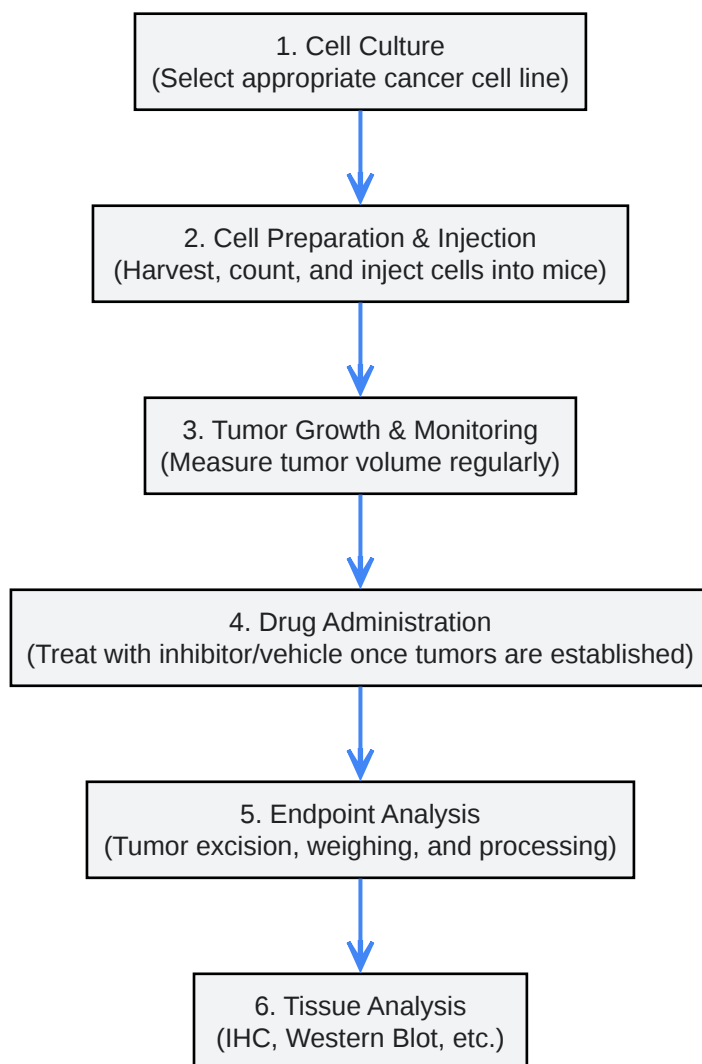 1. Cell Culture
(Select appropriate cancer cell line)
2. Cell Preparation & Injection
(Harvest, count, and inject cells into mice)
3. Tumor Growth & Monitoring
(Measure tumor volume regularly)
4. Drug Administration
(Treat with inhibitor/vehicle once tumors are established)
5. Endpoint Analysis
(Tumor excision, weighing, and processing)
6. Tissue Analysis
(IHC, Western Blot, etc.)